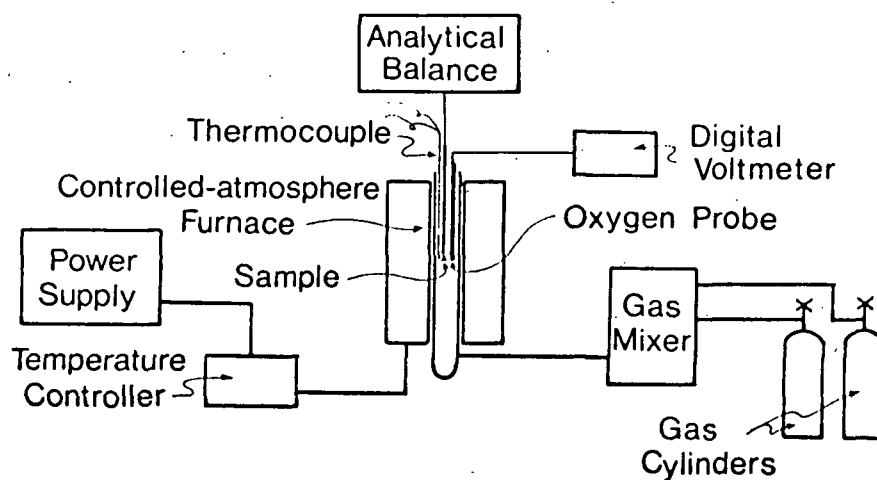 Analytical
Balance
Thermocouple
Digital
Voltmeter
Controlled-atmosphere
Furnace
Oxygen Probe
Power
Supply
Sample
Gas
Mixer
Temperature
Controller
Gas
Cylinders